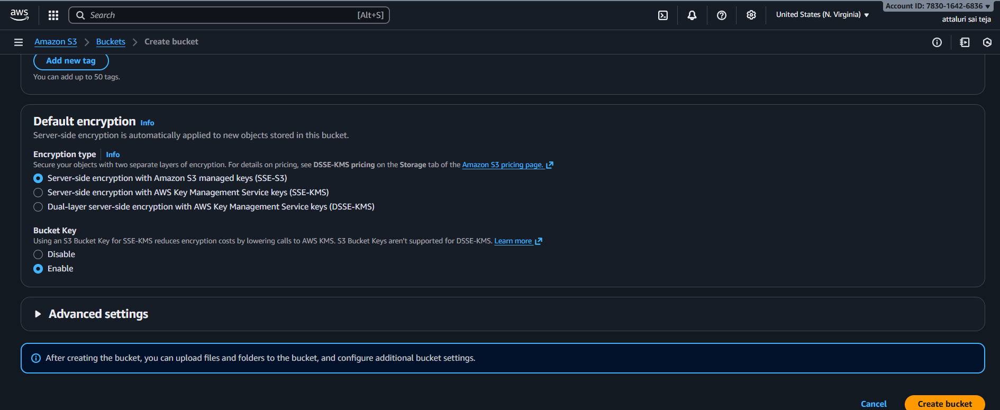 aws
Search [Alt+S]
United States (N. Virginia)
Account ID: 7830-1642-6836
attaluri sai teja
Amazon S3 Buckets Create bucket
Add new tag
You can add up to 50 tags.
Default encryption Info
Server-side encryption is automatically applied to new objects stored in this bucket.
Encryption type Info
Secure your objects with two separate layers of encryption. For details on pricing, see DSSE-KMS pricing on the Storage tab of the Amazon S3 pricing page.
Server-side encryption with Amazon S3 managed keys (SSE-S3)
Server-side encryption with AWS Key Management Service keys (SSE-KMS)
Dual-layer server-side encryption with AWS Key Management Service keys (DSSE-KMS)
Bucket Key
Using an S3 Bucket Key for SSE-KMS reduces encryption costs by lowering calls to AWS KMS. S3 Bucket Keys aren't supported for DSSE-KMS. Learn more
Disable
Enable
Advanced settings
After creating the bucket, you can upload files and folders to the bucket, and configure additional bucket settings.
Cancel Create bucket